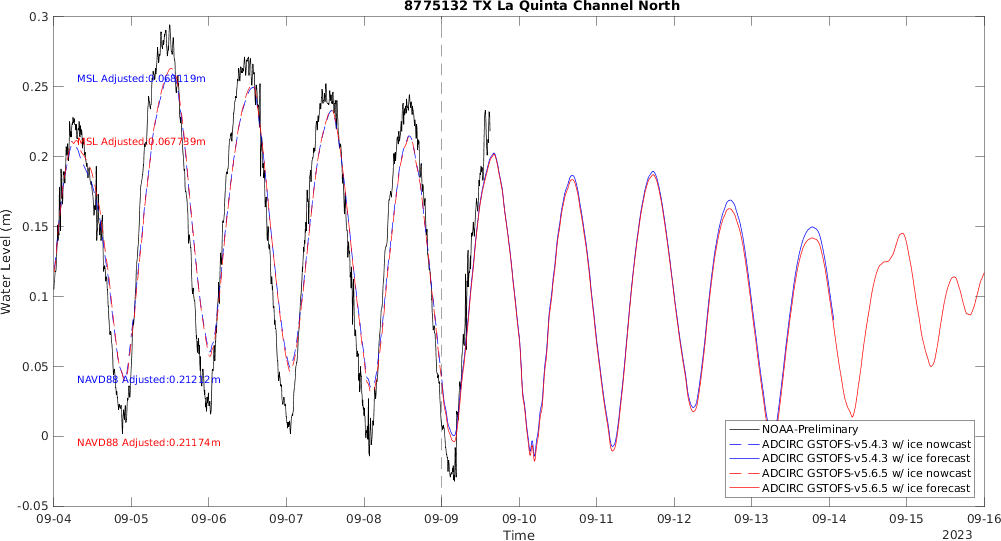 8775132 TX La Quinta Channel North
0.3
0.25
0.2
0.15
0.1
0.05
0
-0.05
Water Level (m)
MSL Adjusted:0.068119m
MSL Adjusted:0.067739m
NAVD88 Adjusted:0.21212m
NAVD88 Adjusted:0.21174m
NOAA-Preliminary
ADCIRC GSTOFS-v5.4.3 w/ ice nowcast
ADCIRC GSTOFS-v5.4.3 w/ ice forecast
ADCIRC GSTOFS-v5.6.5 w/ ice nowcast
ADCIRC GSTOFS-v5.6.5 w/ ice forecast
09-04 09-05 09-06 09-07 09-08 09-09 09-10 09-11 09-12 09-13 09-14 09-15 09-16
Time
2023